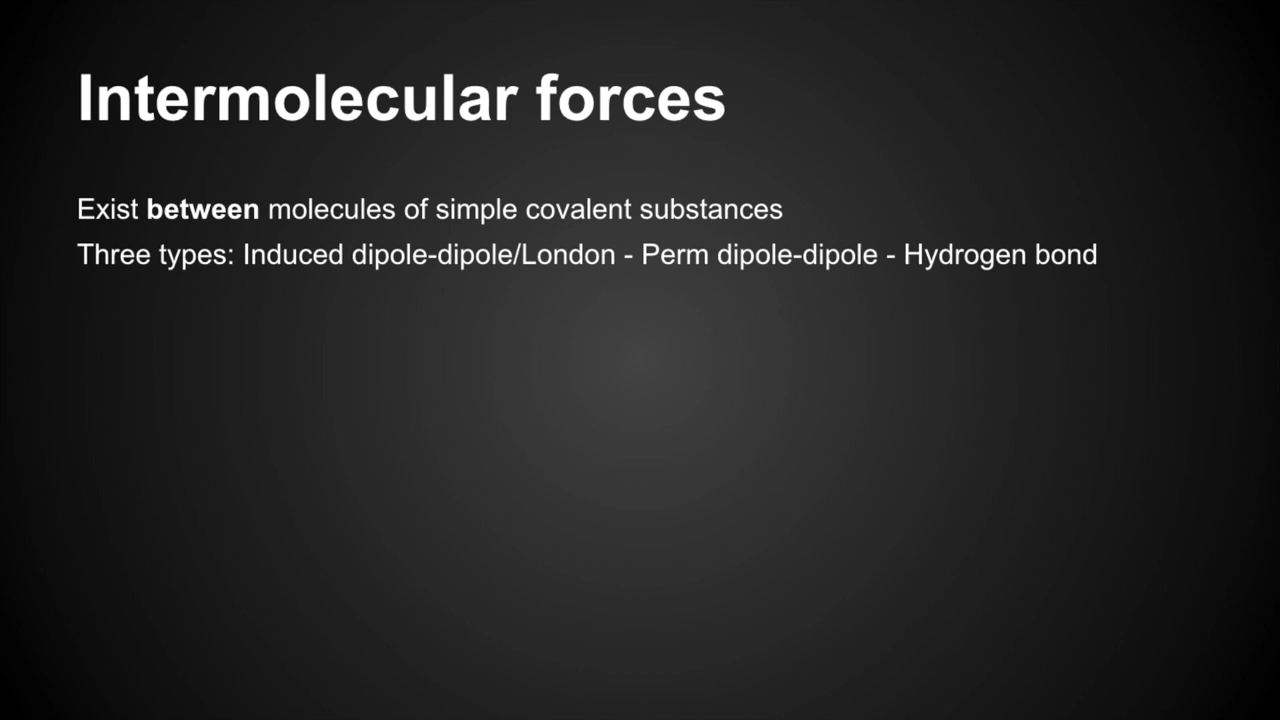 Intermolecular forces
Exist between molecules of simple covalent substances
Three types: Induced dipole-dipole/London - Perm dipole-dipole - Hydrogen bond